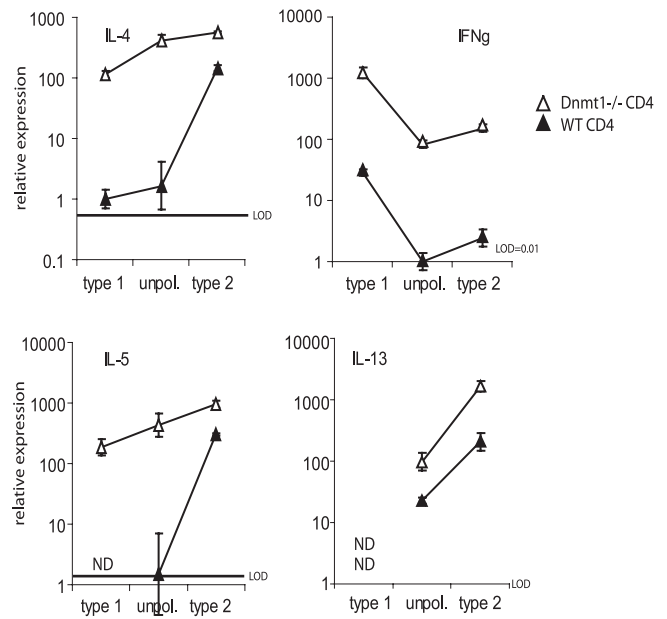 IL-4
relative expression
1000
100
10
1
0.1
LOD
type 1 unpol. type 2
IFNg
10000
1000
100
10
1
LOD=0.01
type 1 unpol. type 2
Dnmt1-/- CD4
WT CD4
IL-5
relative expression
10000
1000
100
10
1
ND
LOD
type 1 unpol. type 2
IL-13
10000
1000
100
10
1
ND
ND
LOD
type 1 unpol. type 2